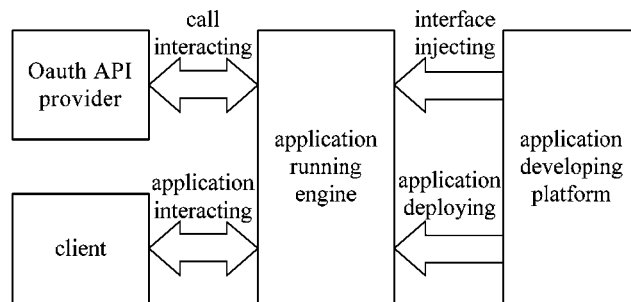 call
interacting
interface
injecting
Oauth API
provider
application
running
engine
application
developing
platform
application
interacting
application
deploying
client